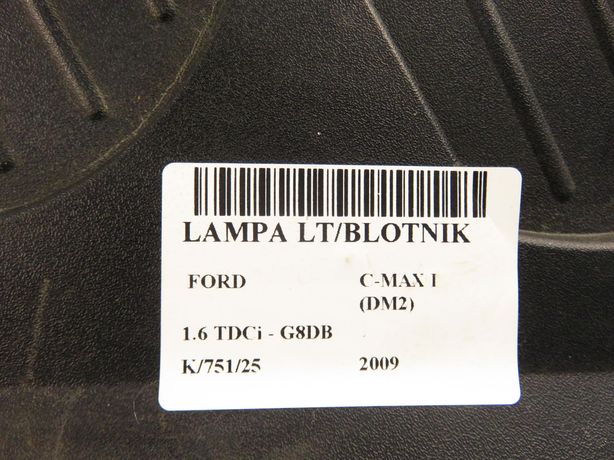 LAMPA LT/BLOTNIK
FORD C-MAX I
(DM2)
1.6 TDCi - G8DB
K/751/25 2009